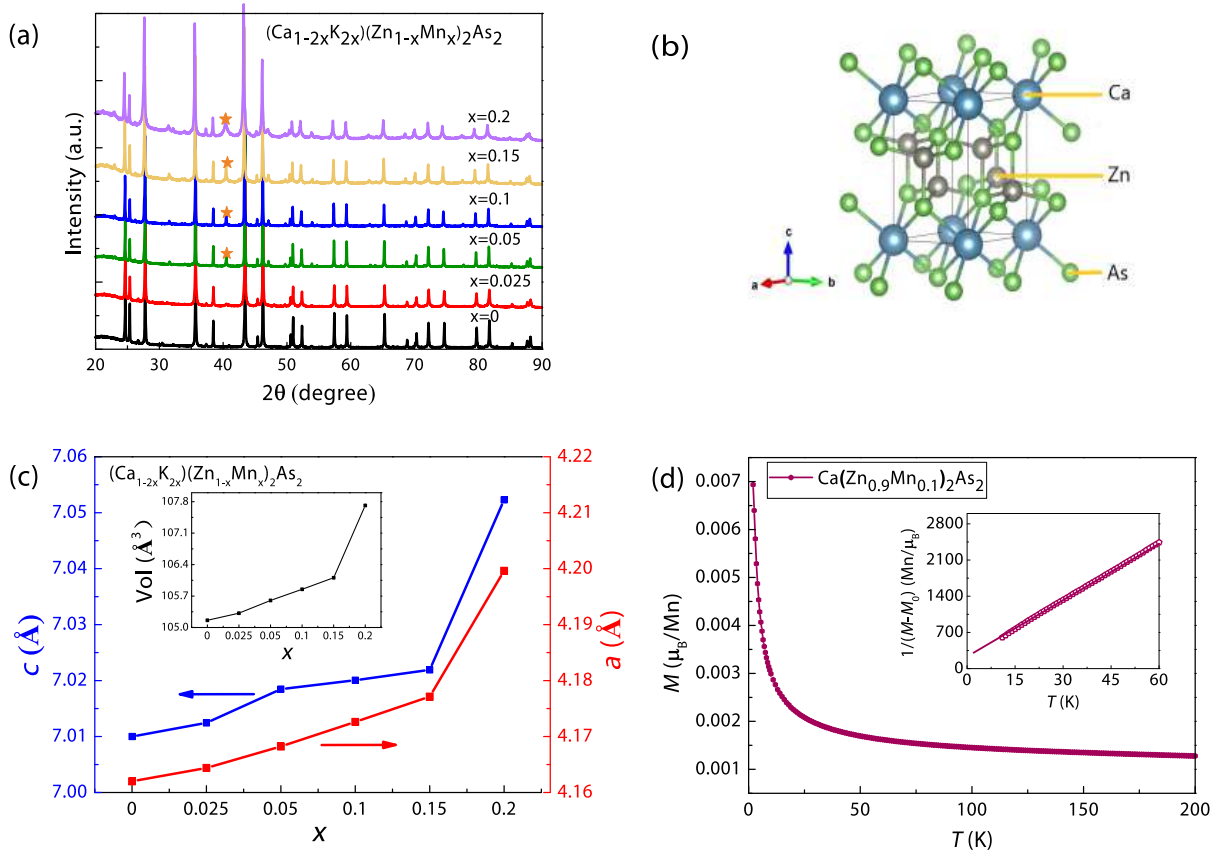 (a)
(Ca1-2xK2x)(Zn1-xMnx)2As2
Intensity (a.u.)
x=0.2
x=0.15
x=0.1
x=0.05
x=0.025
x=0
20 30 40 50 60 70 80 90
2θ (degree)
(b)
Ca
Zn
As
c
a
b
(c)
(Ca1-2xK2x)(Zn1-xMnx)2As2
c (Å)
7.06
7.05
7.04
7.03
7.02
7.01
7.00
Vol (Å3)
107.8
107.1
106.4
105.7
105.0
0 0.025 0.05 0.1 0.15 0.2
x
4.22
4.21
4.20
4.19
4.18
4.17
4.16
a (Å)
0 0.025 0.05 0.1 0.15 0.2
x
(d)
Ca(Zn0.9Mn0.1)2As2
M (μB/Mn)
0.007
0.006
0.005
0.004
0.003
0.002
0.001
1/(M-M0) (Mn/μB)
2800
2100
1400
700
0
15 30 45 60
T (K)
0 50 100 150 200
T (K)